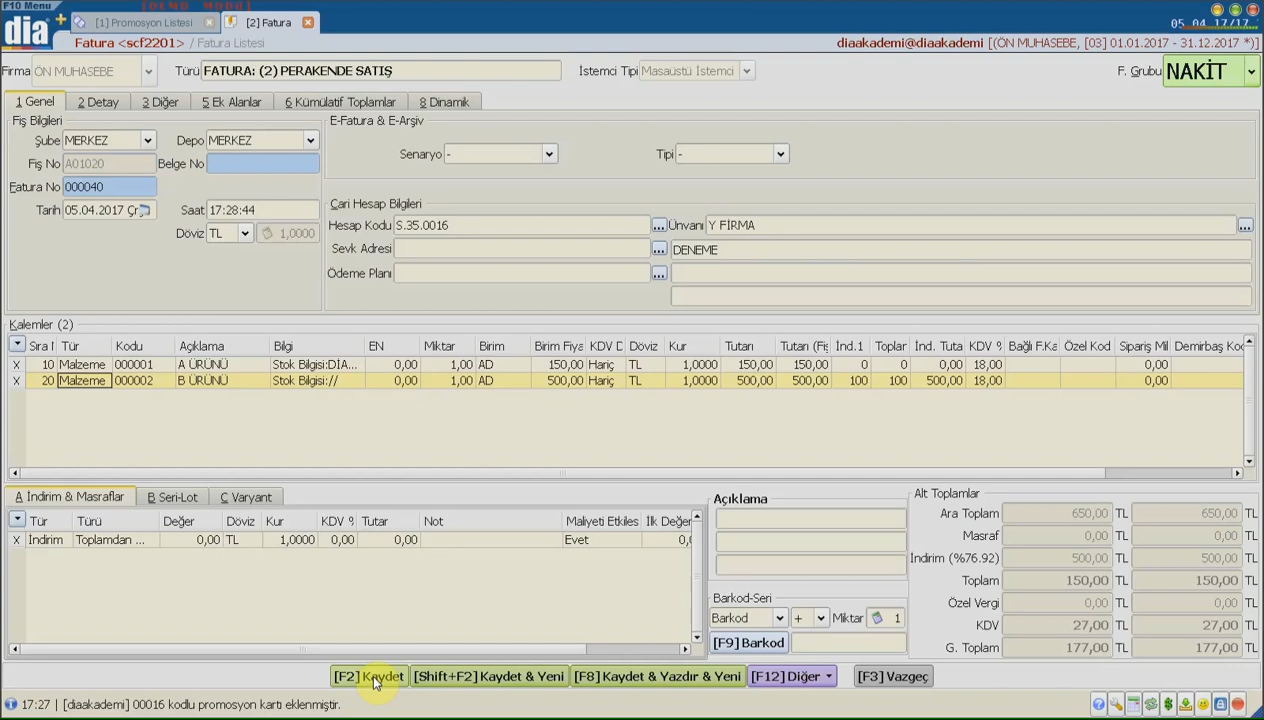 F10 Menu [DEMO MODU]
dia [1] Promosyon Listesi [2] Fatura
05 04 17/17
Fatura <scf2201> / Fatura Listesi diaakademi@diaakademi [(ÖN MUHASEBE, [03] 01.01.2017 - 31.12.2017 *)]
Firma ÖN MUHASEBE Türü FATURA: (2) PERAKENDE SATIŞ İstemci Tipi Masaüstü İstemci F. Grubu NAKİT
1 Genel 2 Detay 3 Diğer 5 Ek Alanlar 6 Kümülatif Toplamlar 8 Dinamik
Fiş Bilgileri
Şube MERKEZ Depo MERKEZ
Fiş No A01020 Belge No
Fatura No 000040
Tarih 05.04.2017 Çr Saat 17:28:44
Döviz TL 1,0000
E-Fatura & E-Arşiv
Senaryo - Tipi -
Cari Hesap Bilgileri
Hesap Kodu S.35.0016 ... Ünvanı Y FİRMA ...
Sevk Adresi ... DENEME
Ödeme Planı ...
Kalemler (2)
Sıra I Tür Kodu Açıklama Bilgi EN Miktar Birim Birim Fiya KDV D Döviz Kur Tutarı Tutarı (Fiş İnd.1 Toplar İnd. Tuta KDV % Bağlı F.Ka Özel Kod Sipariş Mil Demirbaş Kod
X 10 Malzeme 000001 A ÜRÜNÜ Stok Bilgisi:DİA... 0,00 1,00 AD 150,00 Hariç TL 1,0000 150,00 150,00 0 0 0,00 18,00 0,00
X 20 Malzeme 000002 B ÜRÜNÜ Stok Bilgisi:// 0,00 1,00 AD 500,00 Hariç TL 1,0000 500,00 500,00 100 100 500,00 18,00 0,00
A İndirim & Masraflar B Seri-Lot C Varyant
Tür Türü Değer Döviz Kur KDV % Tutar Not Maliyeti Etkiles İlk Değer
X İndirim Toplamdan ... 0,00 TL 1,0000 0,00 0,00 Evet 0,
Açıklama
Barkod-Seri
Barkod + Miktar 1
[F9] Barkod
Alt Toplamlar
Ara Toplam 650,00 TL 650,00 TL
Masraf 0,00 TL 0,00 TL
İndirim (%76.92) 500,00 TL 500,00 TL
Toplam 150,00 TL 150,00 TL
Özel Vergi 0,00 TL 0,00 TL
KDV 27,00 TL 27,00 TL
G. Toplam 177,00 TL 177,00 TL
[F2] Kaydet [Shift+F2] Kaydet & Yeni [F8] Kaydet & Yazdır & Yeni [F12] Diğer [F3] Vazgeç
17:27 | [diaakademi] 00016 kodlu promosyon kartı eklenmiştir.